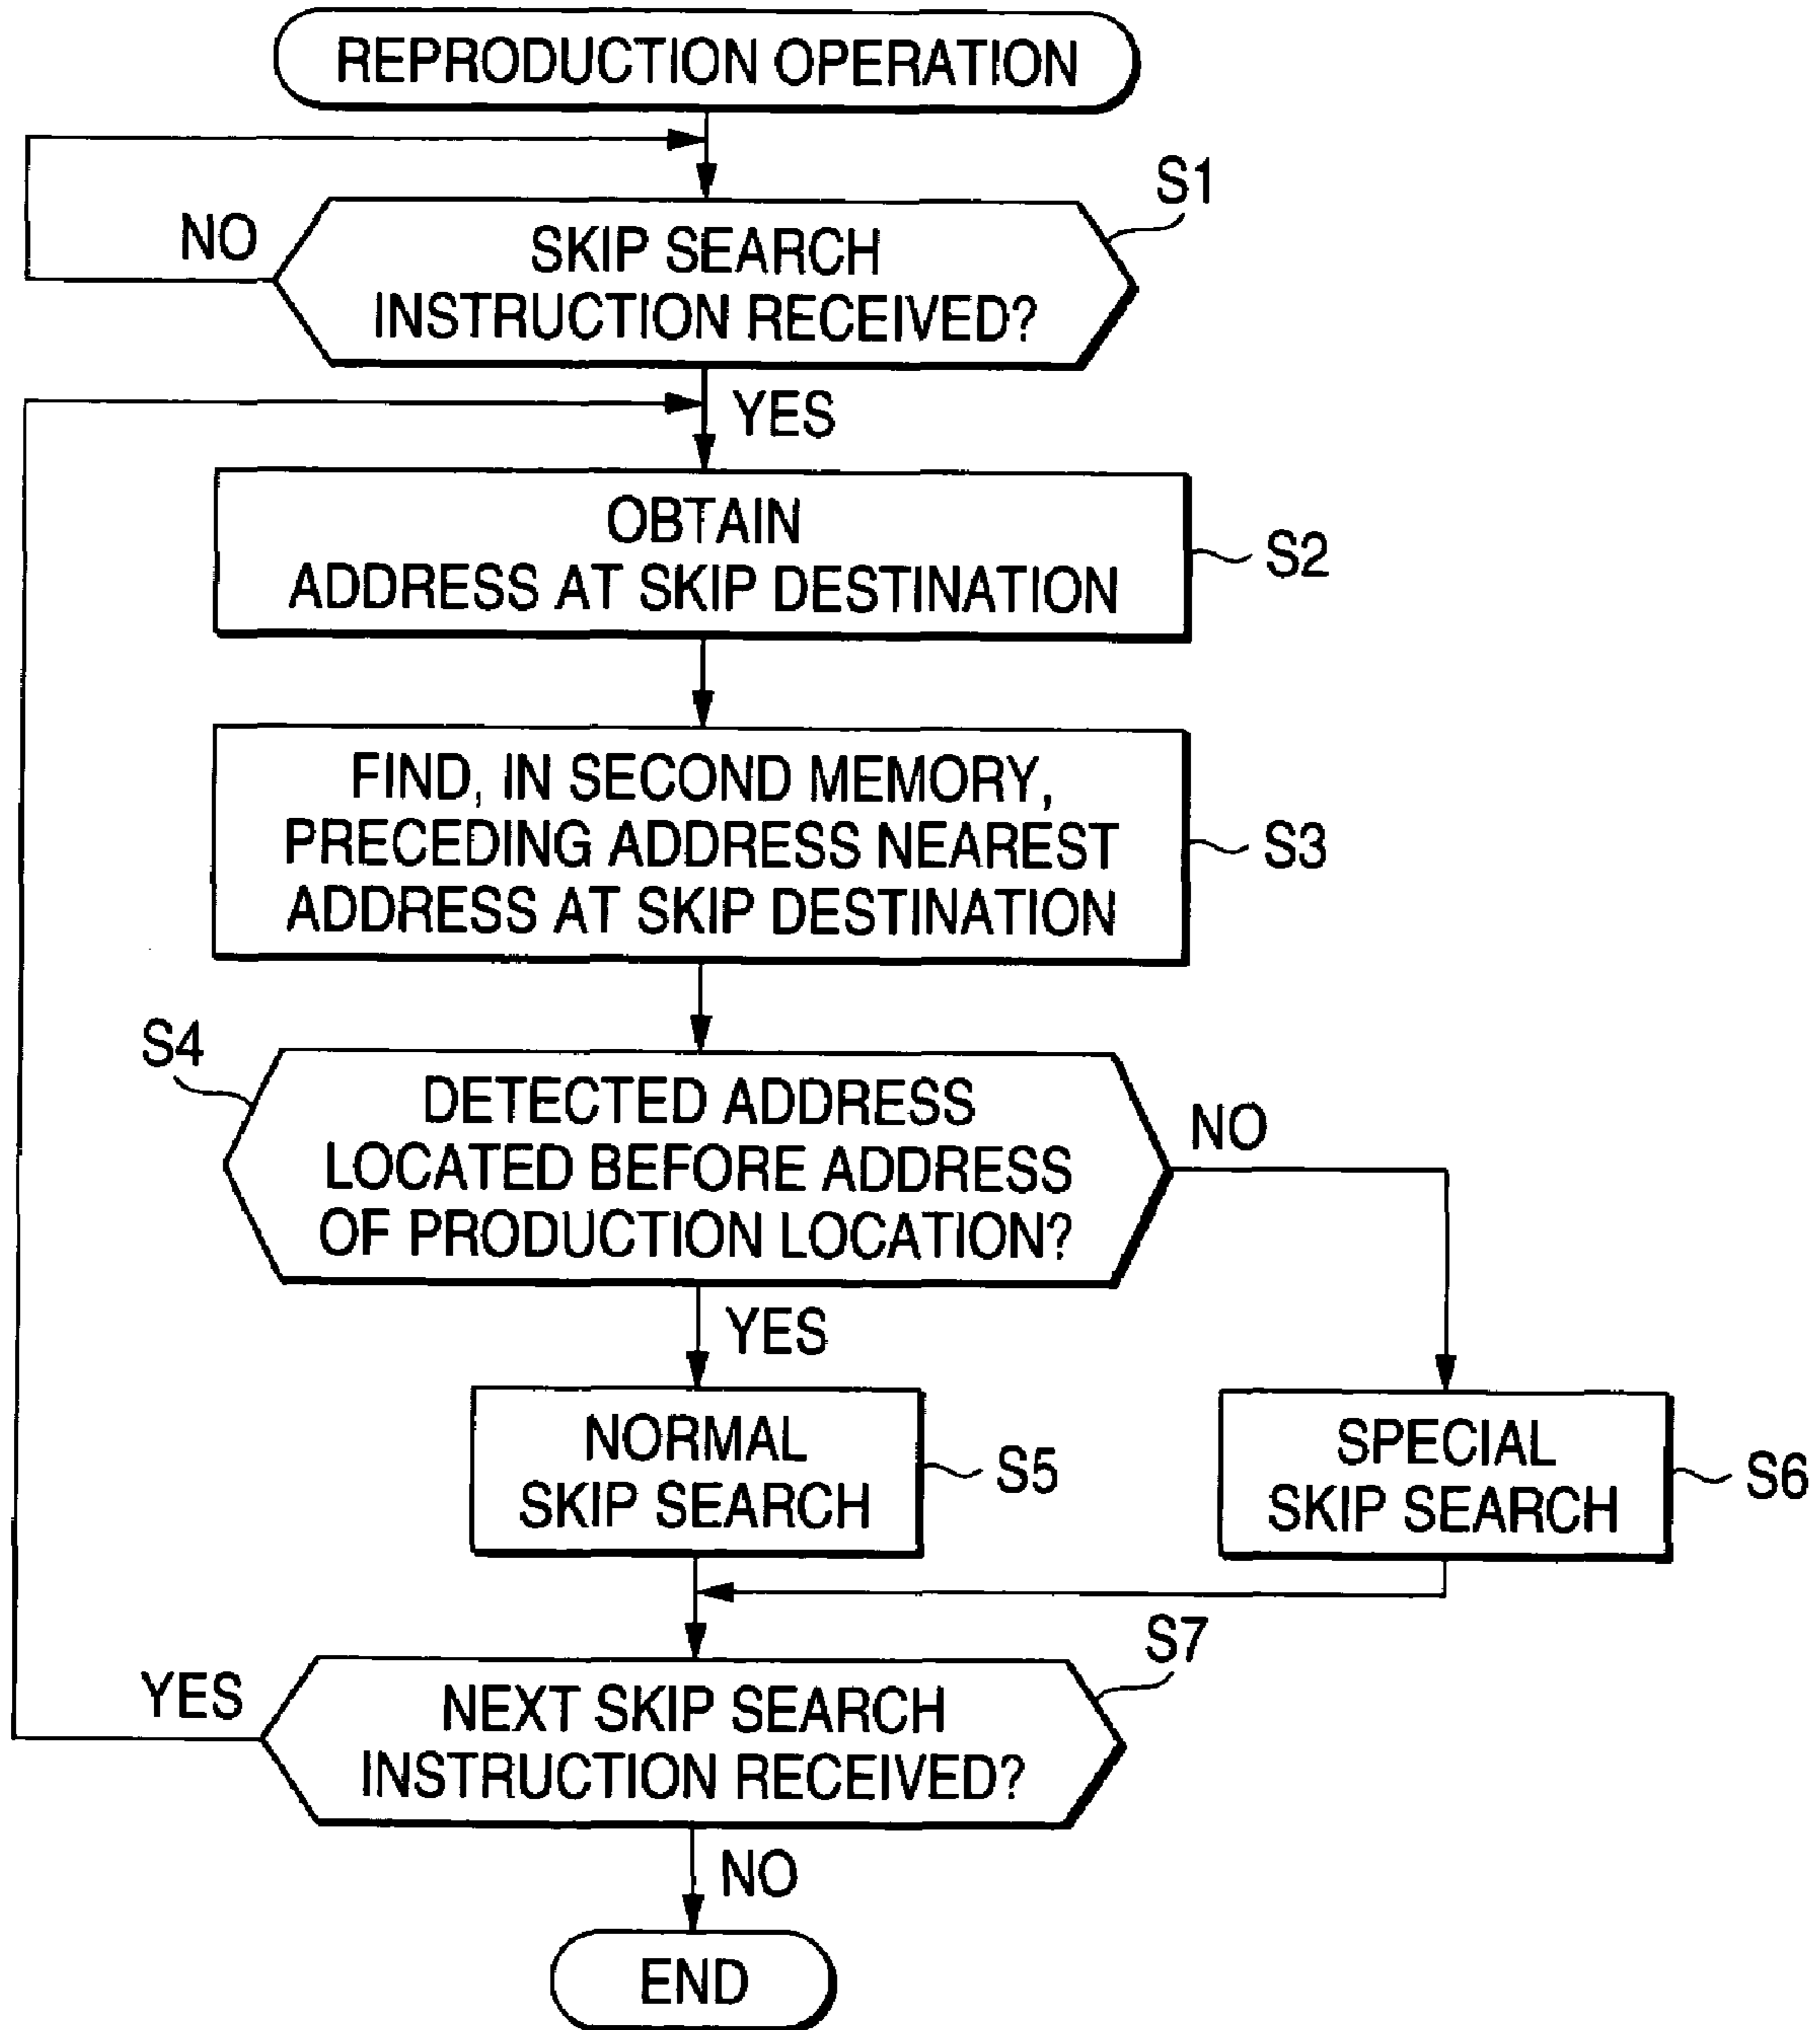 REPRODUCTION OPERATION
S1
NO
SKIP SEARCH
INSTRUCTION RECEIVED?
YES
OBTAIN
ADDRESS AT SKIP DESTINATION
S2
FIND, IN SECOND MEMORY,
PRECEDING ADDRESS NEAREST
ADDRESS AT SKIP DESTINATION
S3
S4
DETECTED ADDRESS
LOCATED BEFORE ADDRESS
OF PRODUCTION LOCATION?
NO
YES
NORMAL
SKIP SEARCH
S5
SPECIAL
SKIP SEARCH
S6
S7
YES
NEXT SKIP SEARCH
INSTRUCTION RECEIVED?
NO
END